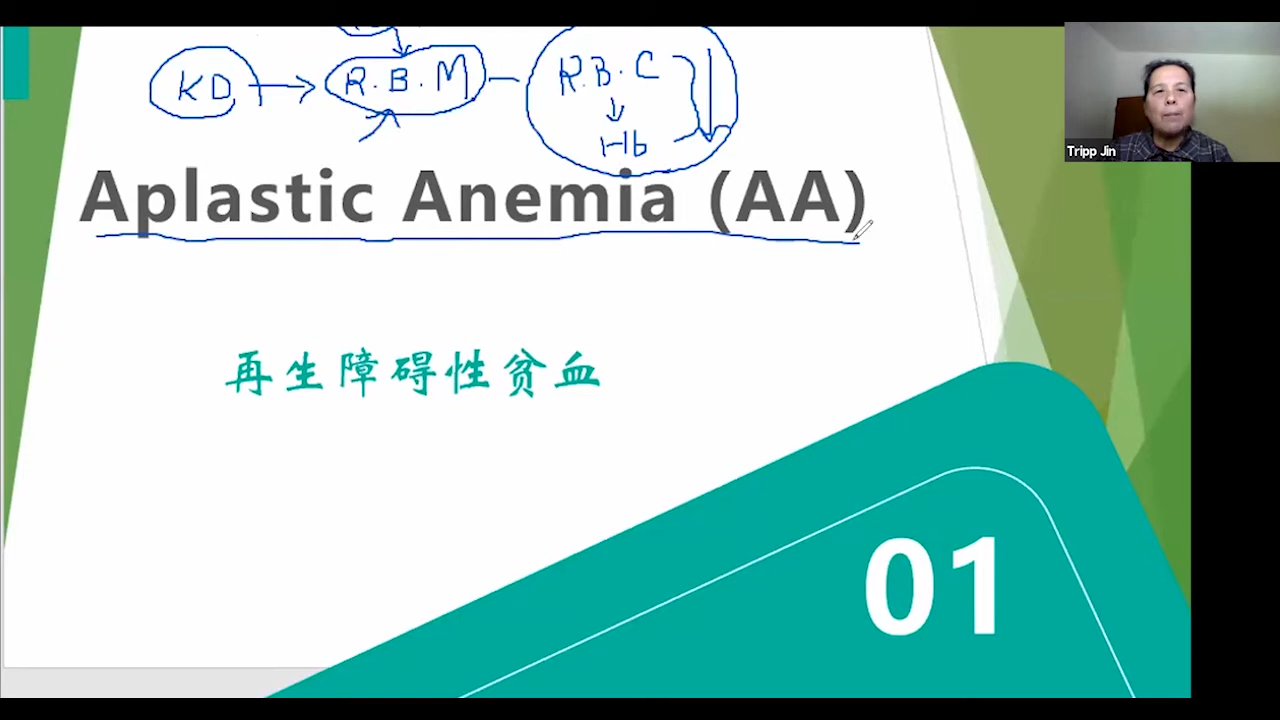 KD
R.B.M
R.B.C
Hb
Tripp Jin
Aplastic Anemia (AA)
再生障碍性贫血
01